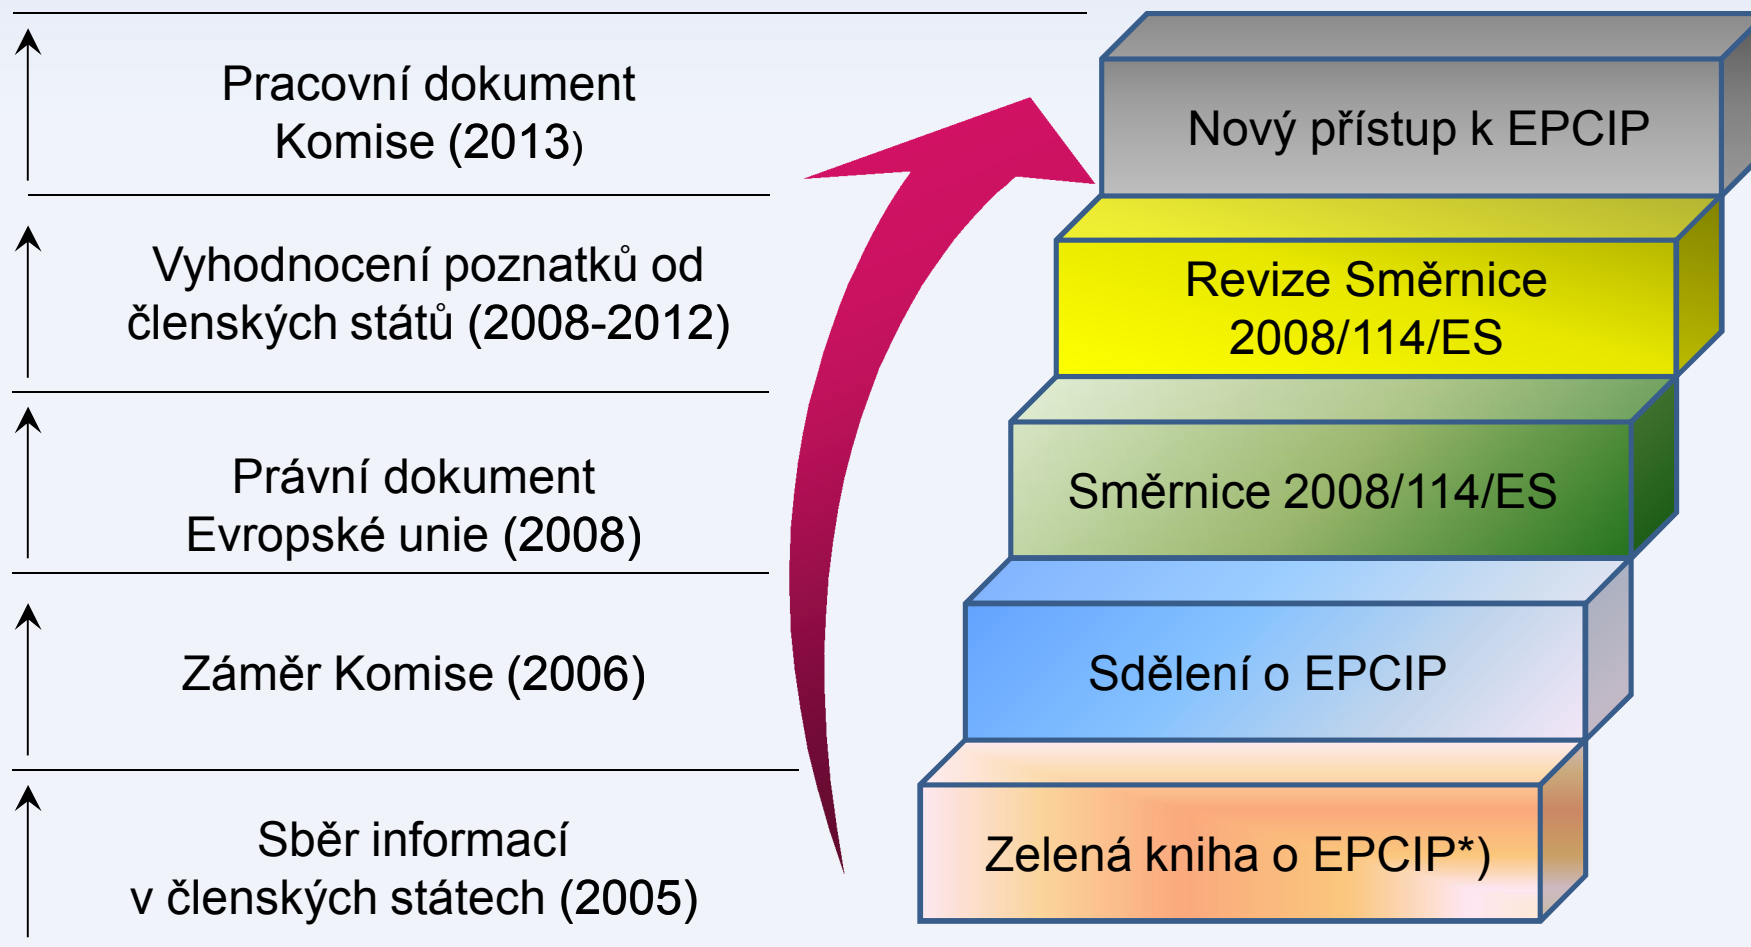 Pracovní dokument
Komise (2013)
Nový přístup k EPCIP
Vyhodnocení poznatků od
členských států (2008-2012)
Revize Směrnice
2008/114/ES
Právní dokument
Evropské unie (2008)
Směrnice 2008/114/ES
Záměr Komise (2006)
Sdělení o EPCIP
Sběr informací
v členských státech (2005)
Zelená kniha o EPCIP*)